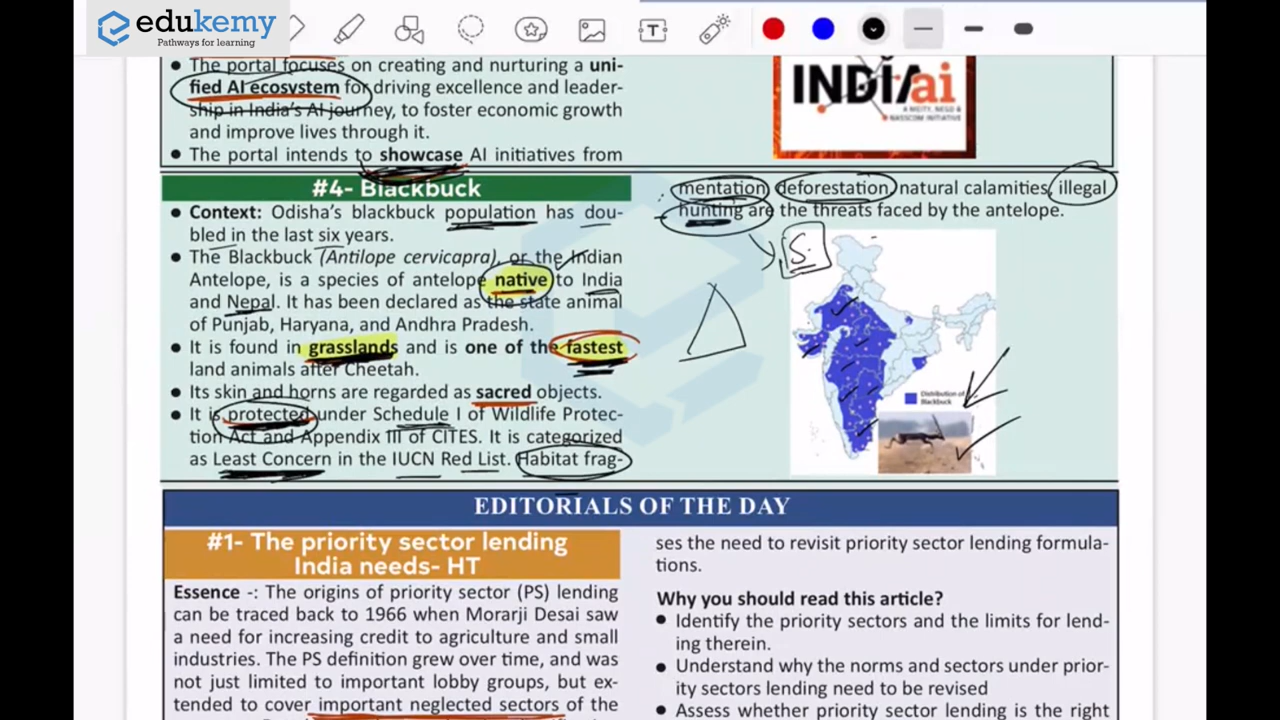 edukemy
Pathways for learning
The portal focuses on creating and nurturing a uni-
fied AI ecosystem for driving excellence and leader-
ship in India's AI journey, to foster economic growth
and improve lives through it.
The portal intends to showcase AI initiatives from
INDIAai
A MEITY, NEGD &
NASSCOM INITIATIVE
#4- Blackbuck
Context: Odisha's blackbuck population has dou-
bled in the last six years.
The Blackbuck (Antilope cervicapra), or the Indian
Antelope, is a species of antelope native to India
and Nepal. It has been declared as the state animal
of Punjab, Haryana, and Andhra Pradesh.
It is found in grasslands and is one of the fastest
land animals after Cheetah.
Its skin and horns are regarded as sacred objects.
It is protected under Schedule I of Wildlife Protec-
tion Act and Appendix III of CITES. It is categorized
as Least Concern in the IUCN Red List. Habitat frag-
mentation, deforestation, natural calamities, illegal
hunting are the threats faced by the antelope.
S.
Distribution of
Blackbuck
EDITORIALS OF THE DAY
#1- The priority sector lending
India needs- HT
Essence -: The origins of priority sector (PS) lending
can be traced back to 1966 when Morarji Desai saw
a need for increasing credit to agriculture and small
industries. The PS definition grew over time, and was
not just limited to important lobby groups, but ex-
tended to cover important neglected sectors of the
ses the need to revisit priority sector lending formula-
tions.
Why you should read this article?
Identify the priority sectors and the limits for lend-
ing therein.
Understand why the norms and sectors under prior-
ity sectors lending need to be revised
Assess whether priority sector lending is the right